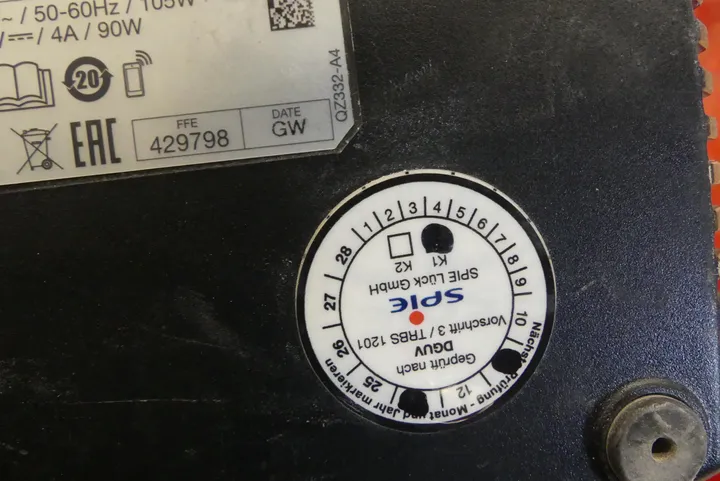 ~ / 50-60Hz / 105W
/ ⎓ / 4A / 90W
20
QZ332-A4
EAC
FFE
429798
DATE
GW
Nächste Prüfung - Monat und Jahr markieren
1 2 3 4 5 6 7 8 9 10 12 25 26 27 28
Geprüft nach
DGUV
Vorschrift 3 / TRBS 1201
SPIE
SPIE Lück GmbH
K1 K2